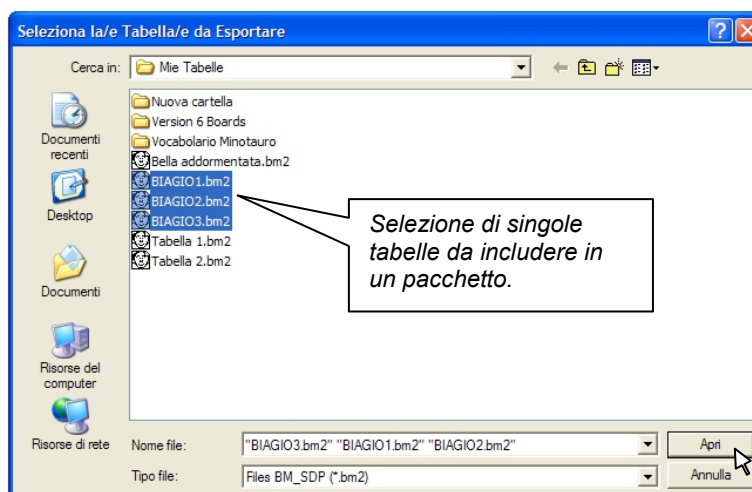 Seleziona la/e Tabella/e da Esportare
Cerca in: Mie Tabelle
Documenti recenti
Desktop
Documenti
Risorse del computer
Risorse di rete
Nuova cartella
Version 6 Boards
Vocabolario Minotauro
Bella addormentata.bm2
BIAGIO1.bm2
BIAGIO2.bm2
BIAGIO3.bm2
Tabella 1.bm2
Tabella 2.bm2
Selezione di singole
tabelle da includere in
un pacchetto.
Nome file: "BIAGIO3.bm2" "BIAGIO1.bm2" "BIAGIO2.bm2" Apri
Tipo file: Files BM_SDP (*.bm2) Annulla